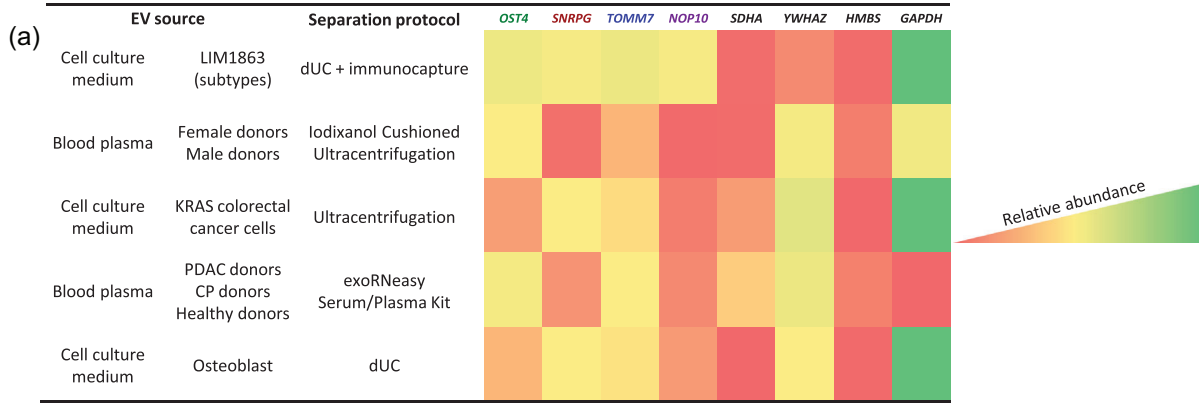 (a)
EV source Separation protocol OST4 SNRPG TOMM7 NOP10 SDHA YWHAZ HMBS GAPDH
Cell culture
medium
LIM1863
(subtypes)
dUC + immunocapture
Blood plasma
Female donors
Male donors
Iodixanol Cushioned
Ultracentrifugation
Cell culture
medium
KRAS colorectal
cancer cells
Ultracentrifugation
Blood plasma
PDAC donors
CP donors
Healthy donors
exoRNeasy
Serum/Plasma Kit
Cell culture
medium
Osteoblast
dUC
Relative abundance